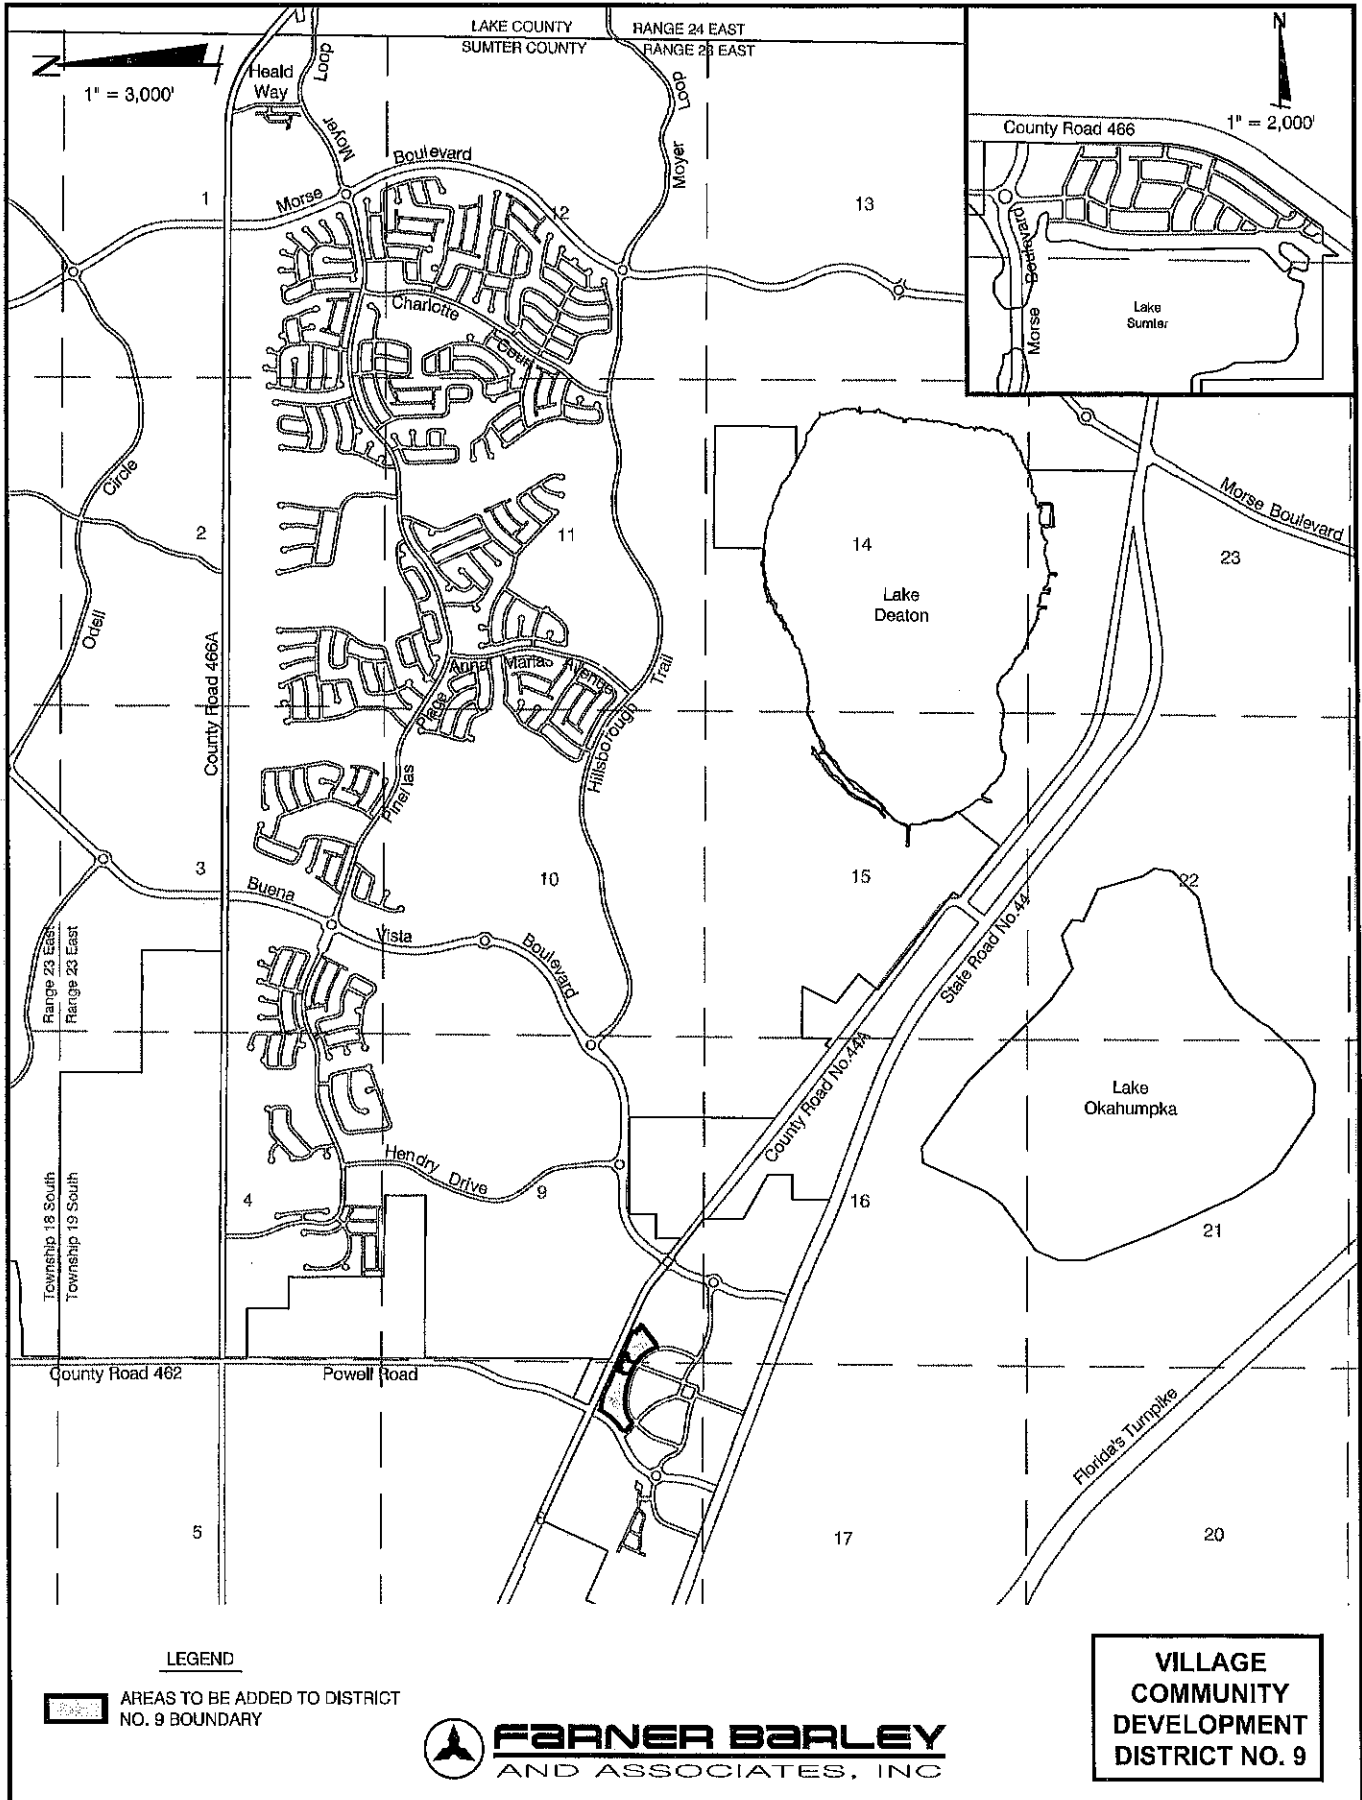 LAKE COUNTY
RANGE 24 EAST
SUMTER COUNTY
RANGE 23 EAST
N
1" = 3,000'
N
1" = 2,000'
County Road 466
Morse Boulevard
Lake
Sumter
Heald
Way
Moyer Loop
Moyer Loop
Morse Boulevard
1
12
13
Charlotte
Court
Circle
Odell
2
11
14
Lake
Deaton
Morse Boulevard
23
County Road 466A
Anna Marias Avenue
Trail
Hillsborough
Pinellas Place
3
10
15
22
Buena Vista Boulevard
State Road No.44
Range 23 East
Range 23 East
County Road No.44A
Lake
Okahumpka
Hendry Drive
4
9
16
21
Township 18 South
Township 19 South
County Road 462
Powell Road
Florida's Turnpike
5
17
20
LEGEND
AREAS TO BE ADDED TO DISTRICT
NO. 9 BOUNDARY
FARNER BARLEY
AND ASSOCIATES, INC
VILLAGE
COMMUNITY
DEVELOPMENT
DISTRICT NO. 9